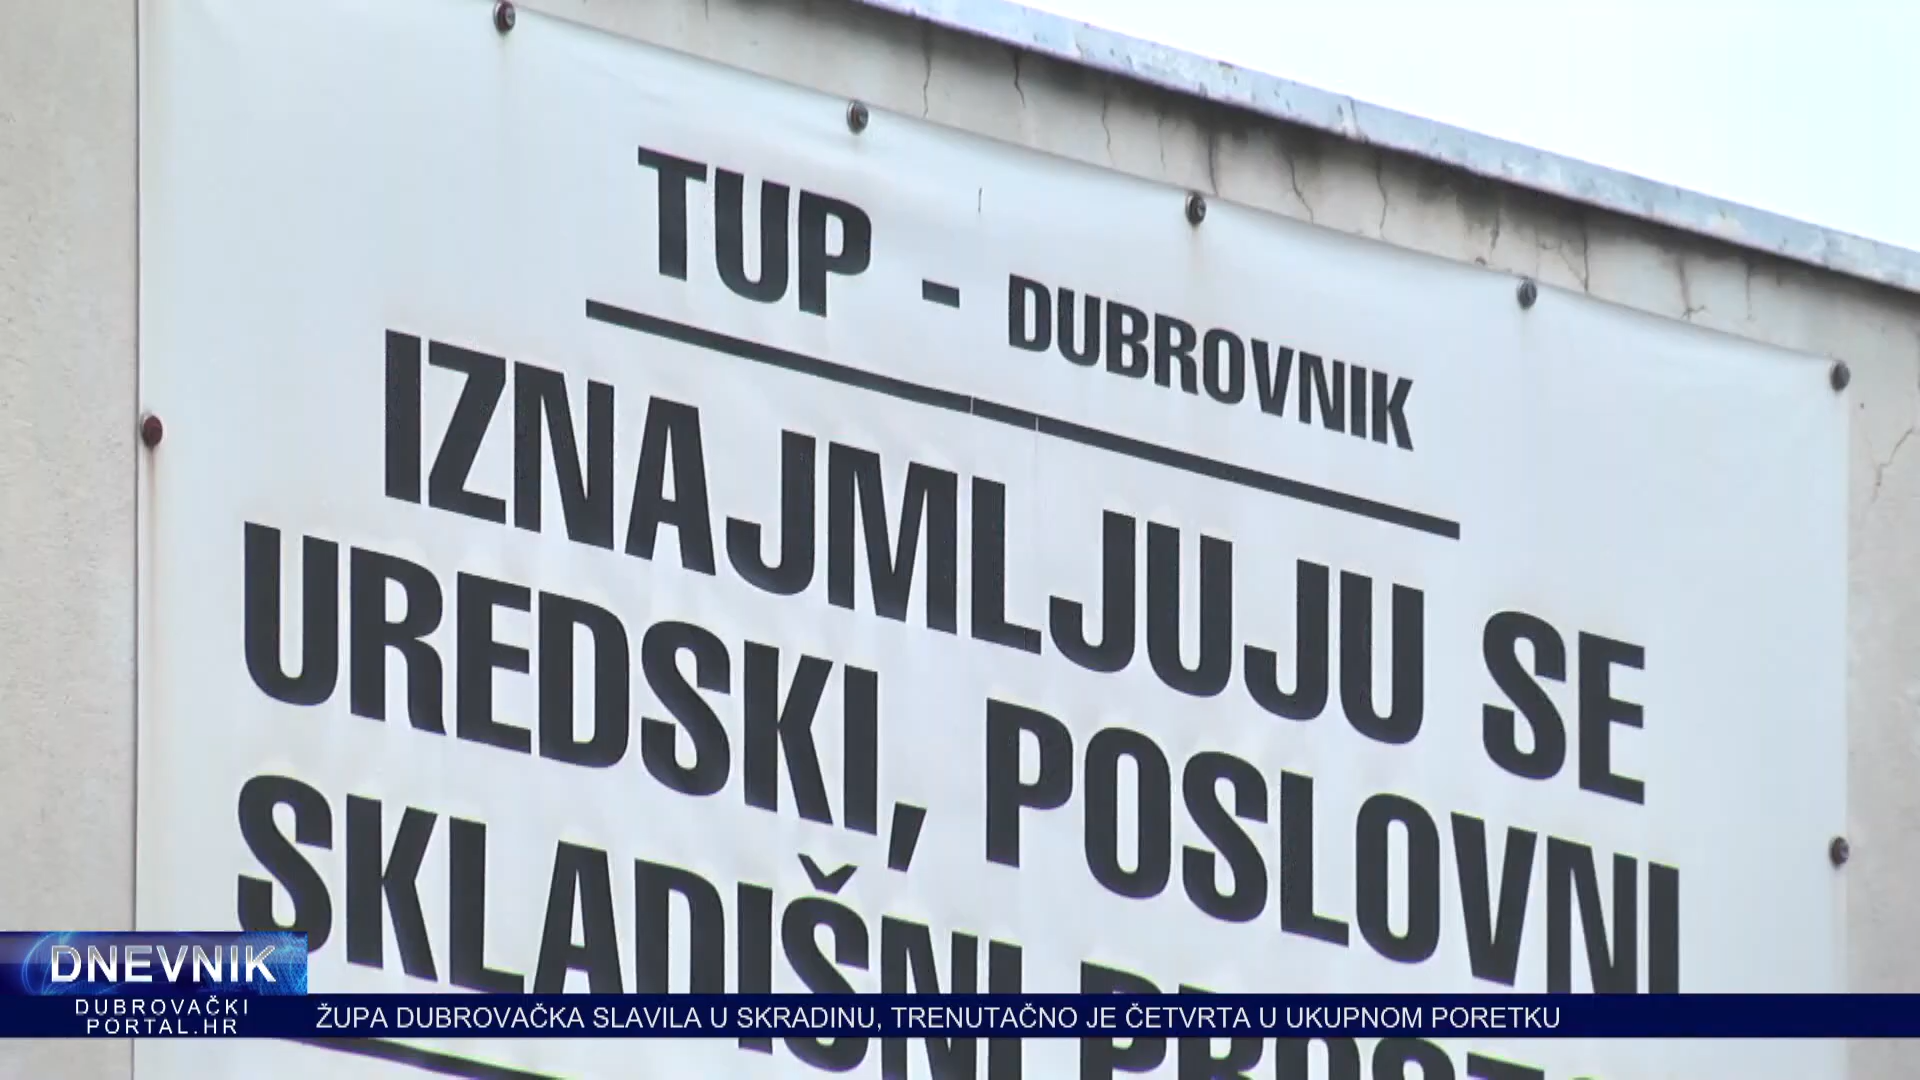 TUP - DUBROVNIK
IZNAJMLJUJU SE
UREDSKI, POSLOVNI
SKLADIŠNI
DNEVNIK
DUBROVAČKI
PORTAL.HR
ŽUPA DUBROVAČKA SLAVILA U SKRADINU, TRENUTAČNO JE ČETVRTA U UKUPNOM PORETKU